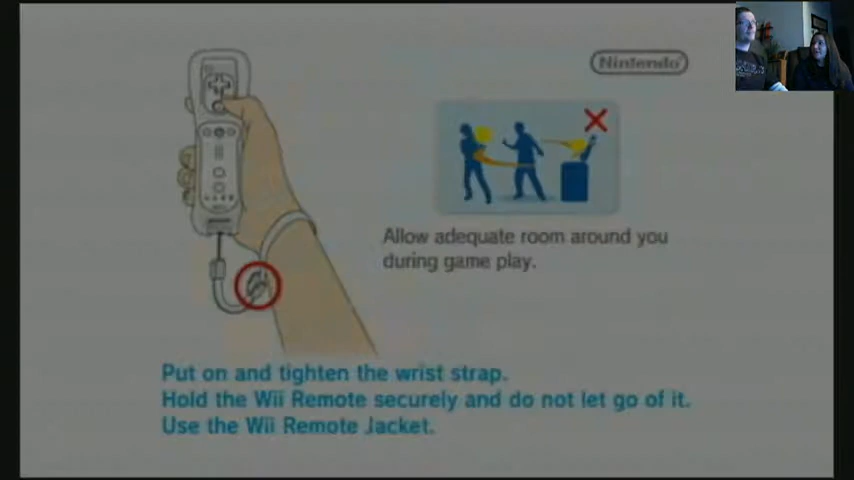 Nintendo
Allow adequate room around you
during game play.
Put on and tighten the wrist strap.
Hold the Wii Remote securely and do not let go of it.
Use the Wii Remote Jacket.